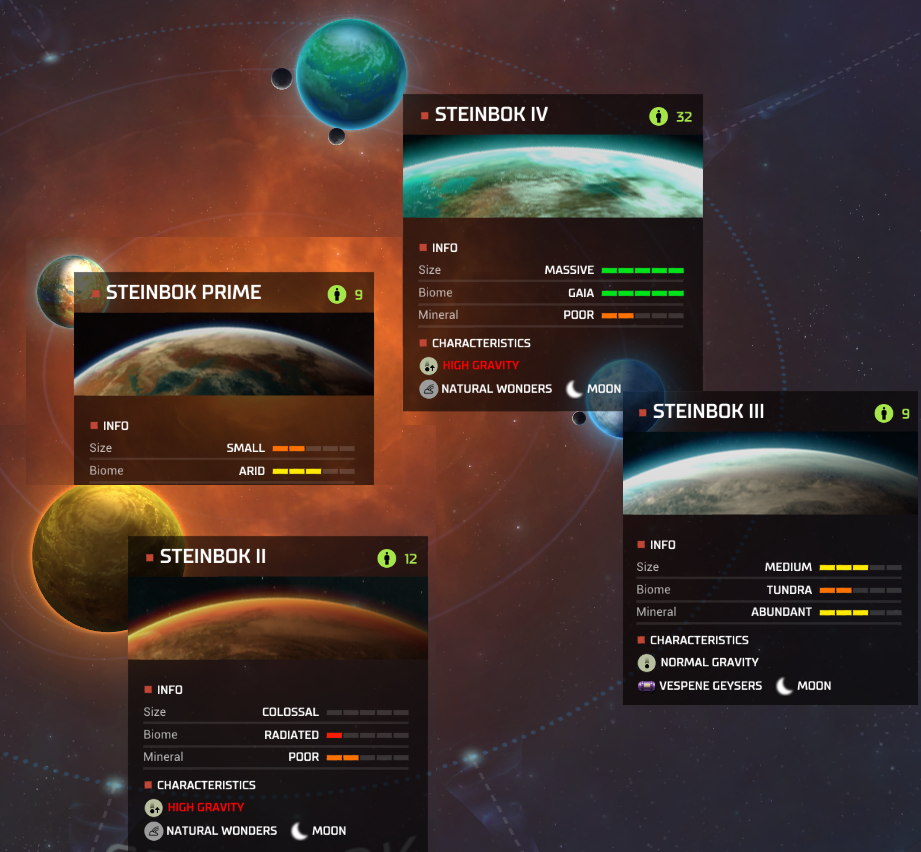 STEINBOK IV 32
INFO
Size MASSIVE
Biome GAIA
Mineral POOR
CHARACTERISTICS
HIGH GRAVITY
NATURAL WONDERS MOON
STEINBOK PRIME 9
INFO
Size SMALL
Biome ARID
STEINBOK III 9
INFO
Size MEDIUM
Biome TUNDRA
Mineral ABUNDANT
CHARACTERISTICS
NORMAL GRAVITY
VESPENE GEYSERS MOON
STEINBOK II 12
INFO
Size COLOSSAL
Biome RADIATED
Mineral POOR
CHARACTERISTICS
HIGH GRAVITY
NATURAL WONDERS MOON